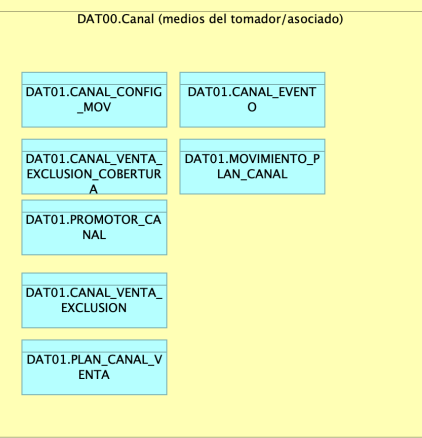 DAT00.Canal (medios del tomador/asociado)
DAT01.CANAL_CONFIG
_MOV
DAT01.CANAL_EVENT
O
DAT01.CANAL_VENTA_
EXCLUSION_COBERTUR
A
DAT01.MOVIMIENTO_P
LAN_CANAL
DAT01.PROMOTOR_CA
NAL
DAT01.CANAL_VENTA_
EXCLUSION
DAT01.PLAN_CANAL_V
ENTA